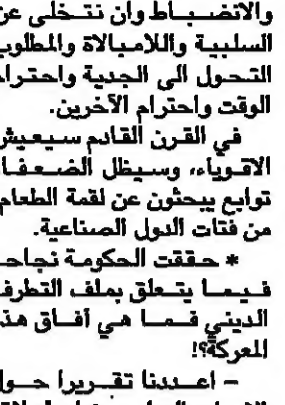 والانضباط وأن نتخلى عن
السلبية واللامبالاة والمطلوب
التحول الى الجدية واحترام
الوقت واحترام الآخرين.
في القرن القادم سيعيش
الاقوياء، وسيظل الضعفاء
توابع يبحثون عن لقمة الطعام
من فتات الدول الصناعية.
* حققت الحكومة نجاحا
فيما يتعلق بملف التطرف
الديني فما هي آفاق هذه
المعركة؟!
- اعددنا تقريرا حول